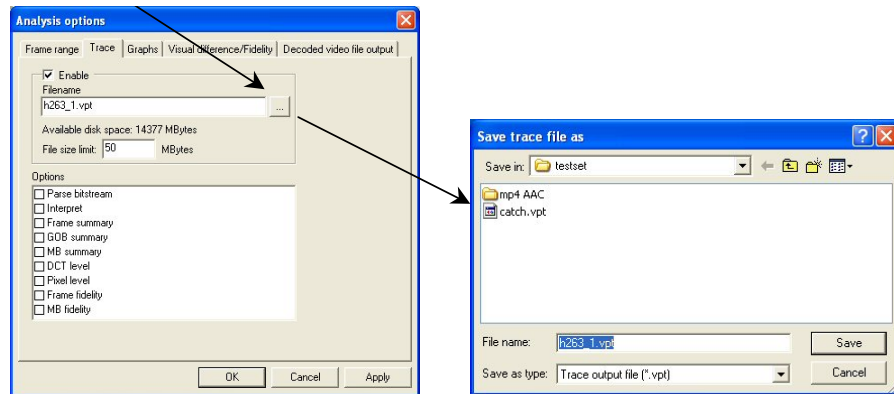 Analysis options
Frame range Trace Graphs Visual difference/Fidelity Decoded video file output
Enable
Filename
h263_1.vpt
...
Available disk space: 14377 MBytes
File size limit: 50 MBytes
Options
Parse bitstream
Interpret
Frame summary
GOB summary
MB summary
DCT level
Pixel level
Frame fidelity
MB fidelity
OK Cancel Apply
Save trace file as
Save in: testset
mp4 AAC
catch.vpt
File name: h263_1.vpt Save
Save as type: Trace output file (*.vpt) Cancel